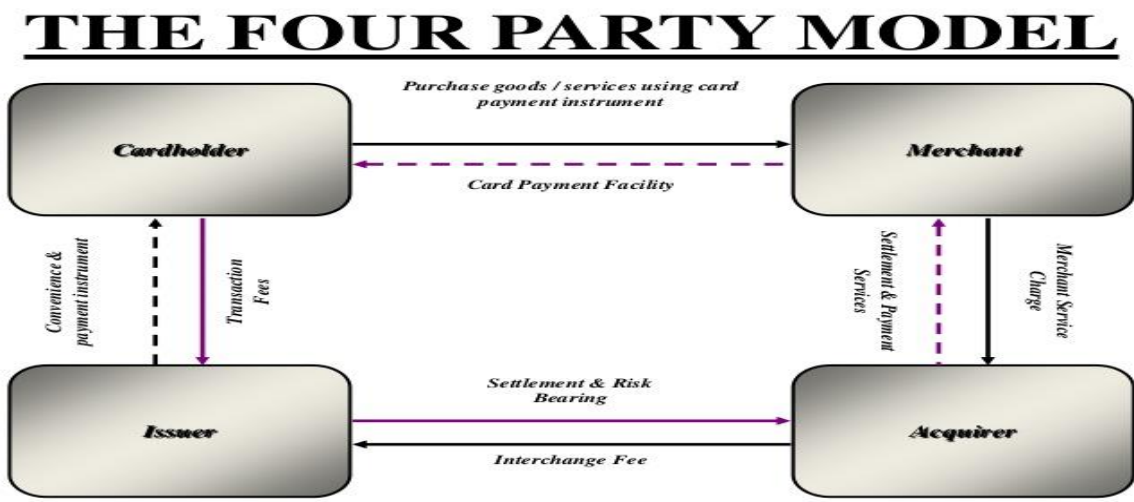 THE FOUR PARTY MODEL
Purchase goods / services using card
payment instrument
Cardholder
Merchant
Card Payment Facility
Convenience &
payment instrument
Transaction
Fees
Settlement & Payment
Services
Merchant Service
Charge
Settlement & Risk
Bearing
Issuer
Acquirer
Interchange Fee